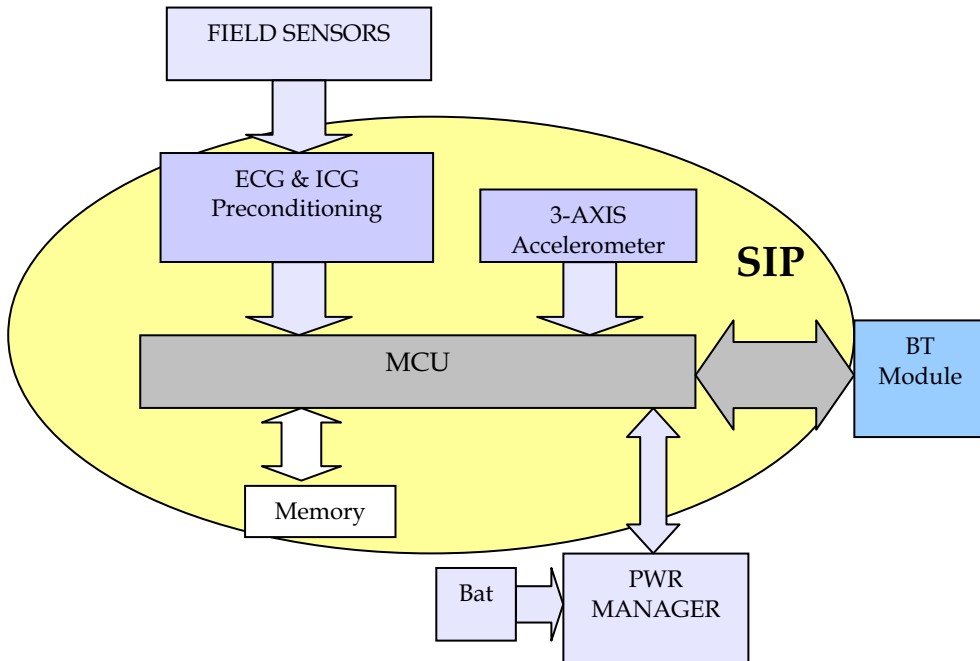 FIELD SENSORS
ECG & ICG
Preconditioning
3-AXIS
Accelerometer
SIP
MCU
BT
Module
Memory
Bat
PWR
MANAGER